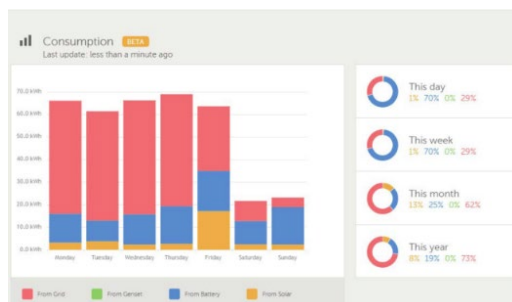 Consumption BETA
Last update: less than a minute ago
70.0 kWh
60.0 kWh
50.0 kWh
40.0 kWh
30.0 kWh
20.0 kWh
10.0 kWh
0.0 kWh
Monday Tuesday Wednesday Thursday Friday Saturday Sunday
From Grid From Genset From Battery From Solar
This day
1% 70% 0% 29%
This week
1% 70% 0% 29%
This month
13% 25% 0% 62%
This year
8% 19% 0% 73%